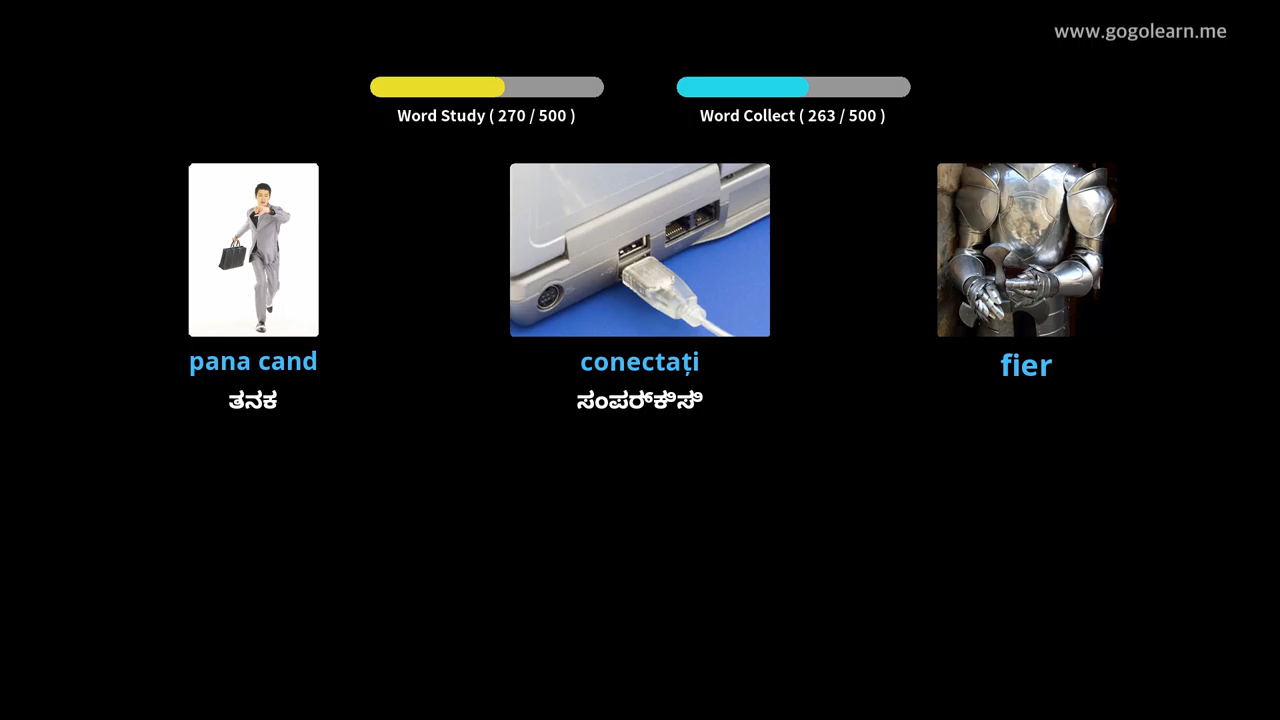 www.gogolearn.me
Word Study ( 270 / 500 )
Word Collect ( 263 / 500 )
pana cand
conectați
fier
ತನಕ
ಸಂಪರ್ಕಿಸಿ